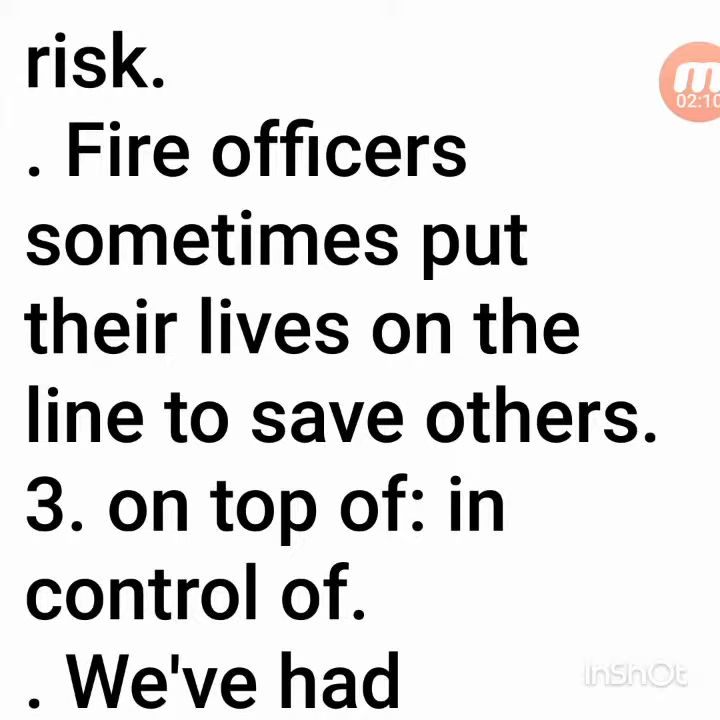 risk.
. Fire officers
sometimes put
their lives on the
line to save others.
3. on top of: in
control of.
. We've had
02:10
InShOt